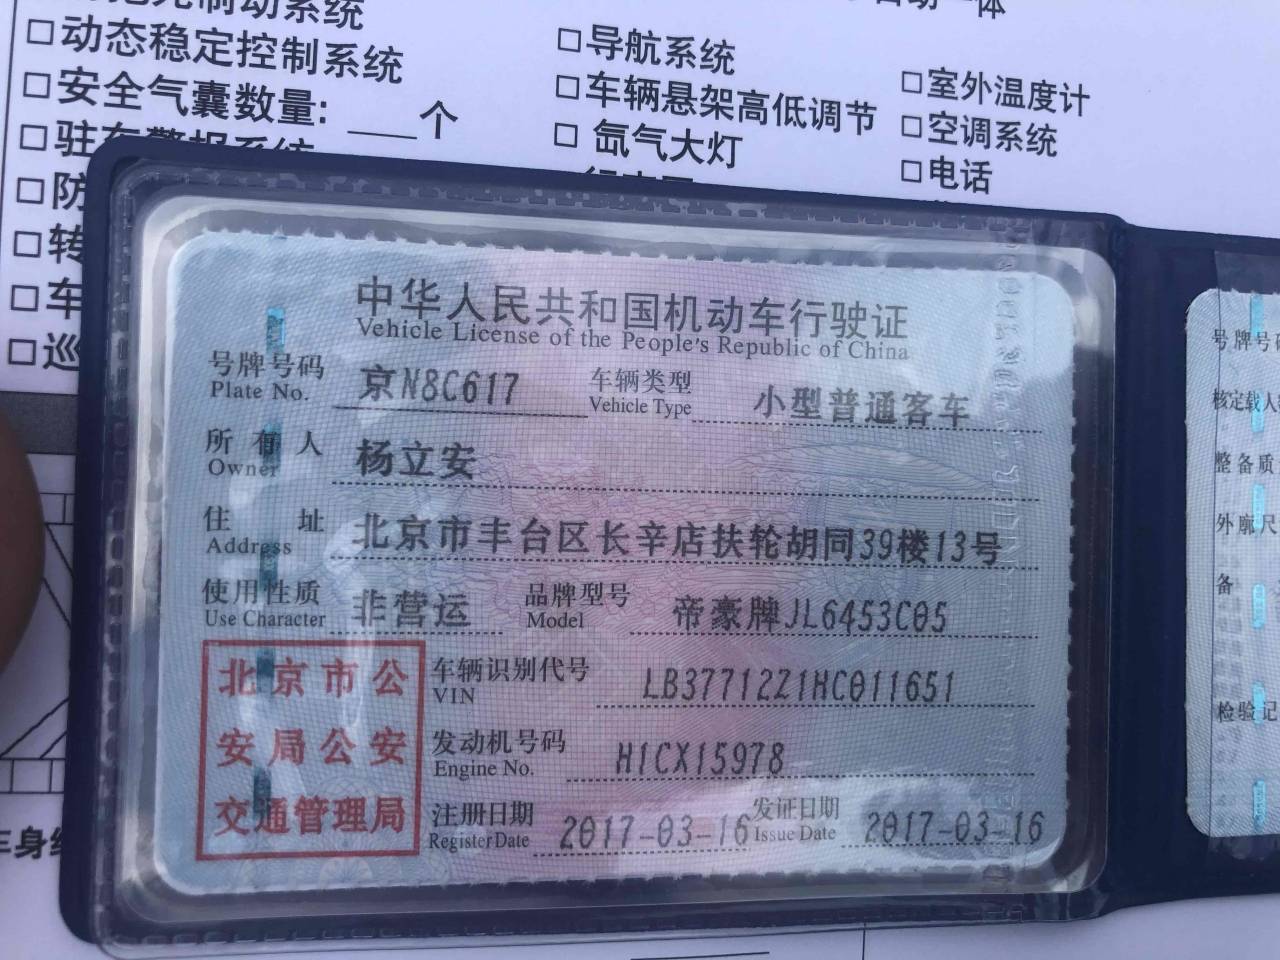 动态稳定控制系统
□安全气囊数量: ___个
□导航系统
□车辆悬架高低调节
□ 氙气大灯
□室外温度计
□空调系统
□电话
中华人民共和国机动车行驶证
Vehicle License of the People's Republic of China
号牌号码 京N8C617 车辆类型 小型普通客车
Plate No. Vehicle Type
所有人 杨立安
Owner
住址 北京市丰台区长辛店扶轮胡同39楼13号
Address
使用性质 非营运 品牌型号 帝豪牌JL6453C05
Use Character Model
北京市公
安局公安
交通管理局
车辆识别代号 LB37712Z1HC011651
VIN
发动机号码 H1CX15978
Engine No.
注册日期 2017-03-16 发证日期 2017-03-16
Register Date Issue Date
号牌号
核定载人
整备质
外廓尺
备
检验记